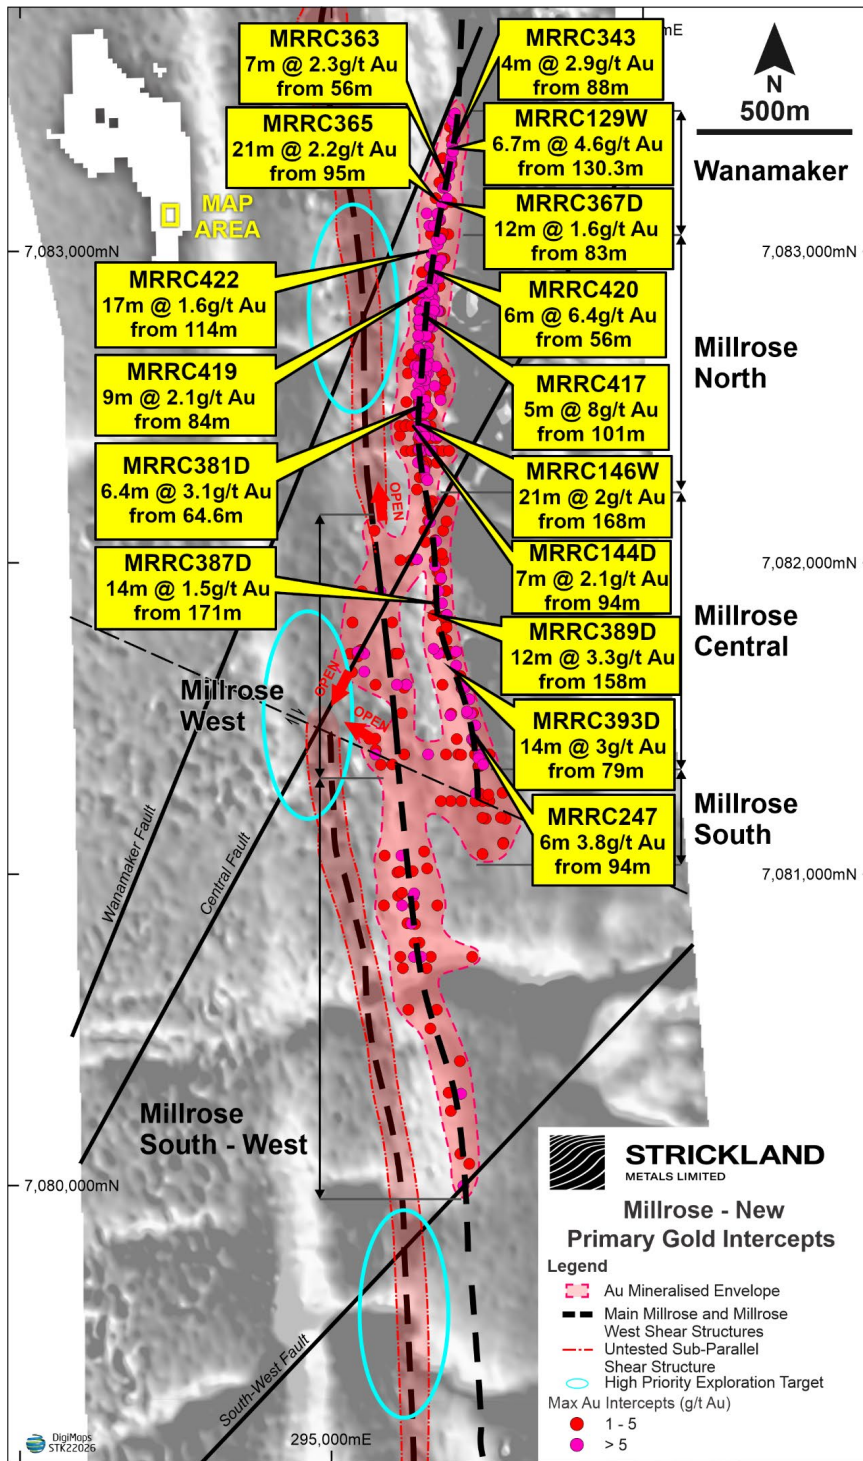 MRRC363
7m @ 2.3g/t Au
from 56m
MRRC343
4m @ 2.9g/t Au
from 88m
mE
N
500m
MRRC365
21m @ 2.2g/t Au
from 95m
MRRC129W
6.7m @ 4.6g/t Au
from 130.3m
Wanamaker
MAP
AREA
MRRC367D
12m @ 1.6g/t Au
from 83m
7,083,000mN
7,083,000mN
MRRC422
17m @ 1.6g/t Au
from 114m
MRRC420
6m @ 6.4g/t Au
from 56m
Millrose
North
MRRC419
9m @ 2.1g/t Au
from 84m
MRRC417
5m @ 8g/t Au
from 101m
MRRC381D
6.4m @ 3.1g/t Au
from 64.6m
MRRC146W
21m @ 2g/t Au
from 168m
OPEN
MRRC387D
14m @ 1.5g/t Au
from 171m
MRRC144D
7m @ 2.1g/t Au
from 94m
7,082,000mN
Millrose
Central
MRRC389D
12m @ 3.3g/t Au
from 158m
Millrose
West
OPEN
OPEN
MRRC393D
14m @ 3g/t Au
from 79m
Millrose
South
MRRC247
6m 3.8g/t Au
from 94m
Wanamaker Fault
Central Fault
7,081,000mN
Millrose
South - West
7,080,000mN
South-West Fault
295,000mE
DigiMaps
STK22026
STRICKLAND
METALS LIMITED
Millrose - New
Primary Gold Intercepts
Legend
Au Mineralised Envelope
Main Millrose and Millrose
West Shear Structures
Untested Sub-Parallel
Shear Structure
High Priority Exploration Target
Max Au Intercepts (g/t Au)
1 - 5
> 5